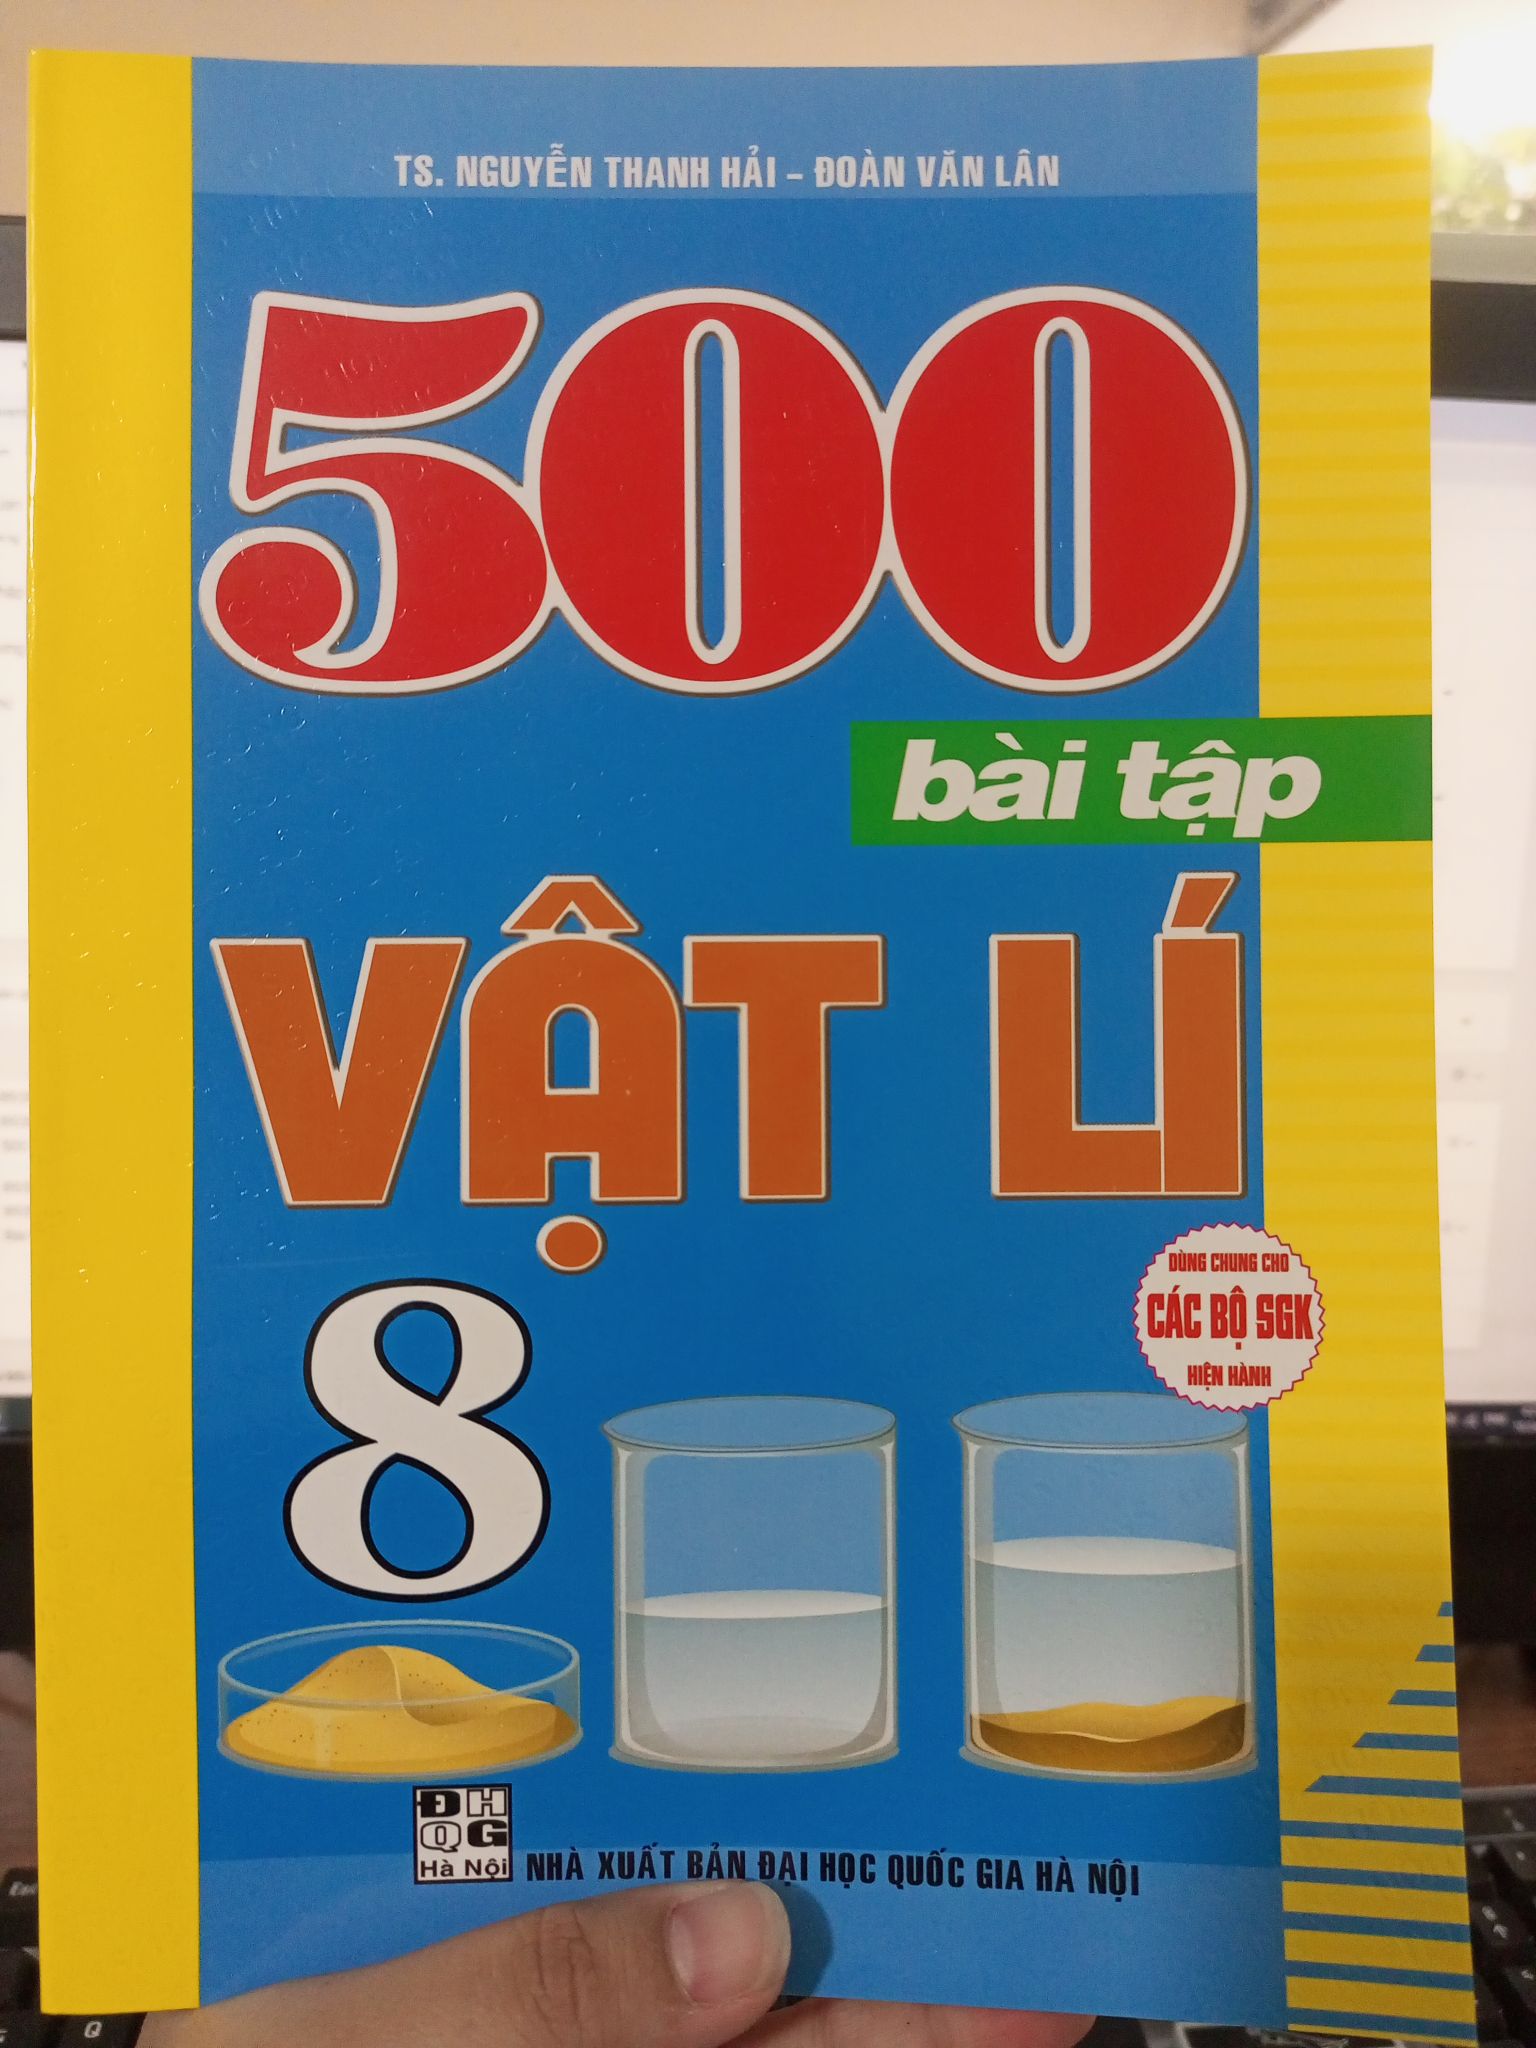 TS. NGUYỄN THANH HẢI - ĐOÀN VĂN LÂN
500
bài tập
VẬT LÍ
8
DÙNG CHUNG CHO
CÁC BỘ SGK
HIỆN HÀNH
ĐH
QG
Hà Nội
NHÀ XUẤT BẢN ĐẠI HỌC QUỐC GIA HÀ NỘI
Esc
Q